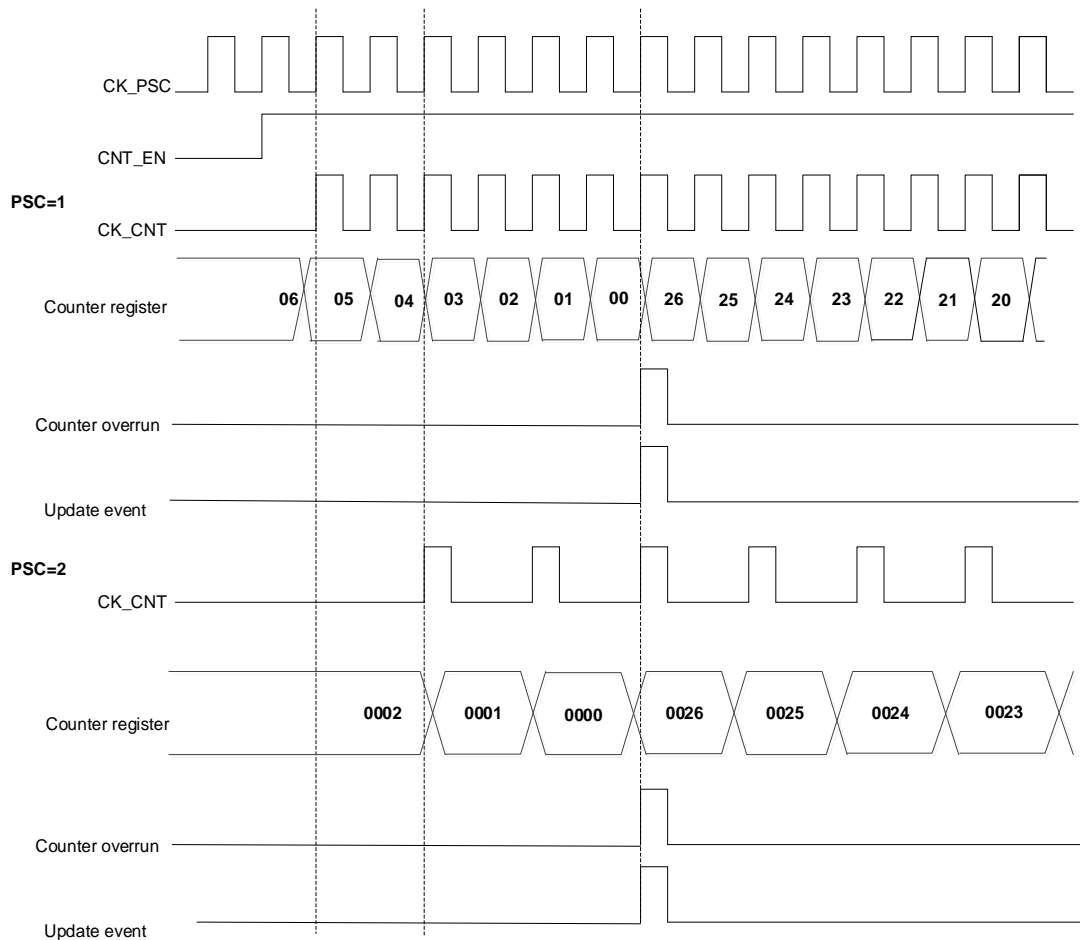 CK_PSC
CNT_EN
PSC=1
CK_CNT
Counter register 06 05 04 03 02 01 00 26 25 24 23 22 21 20
Counter overrun
Update event
PSC=2
CK_CNT
Counter register 0002 0001 0000 0026 0025 0024 0023
Counter overrun
Update event